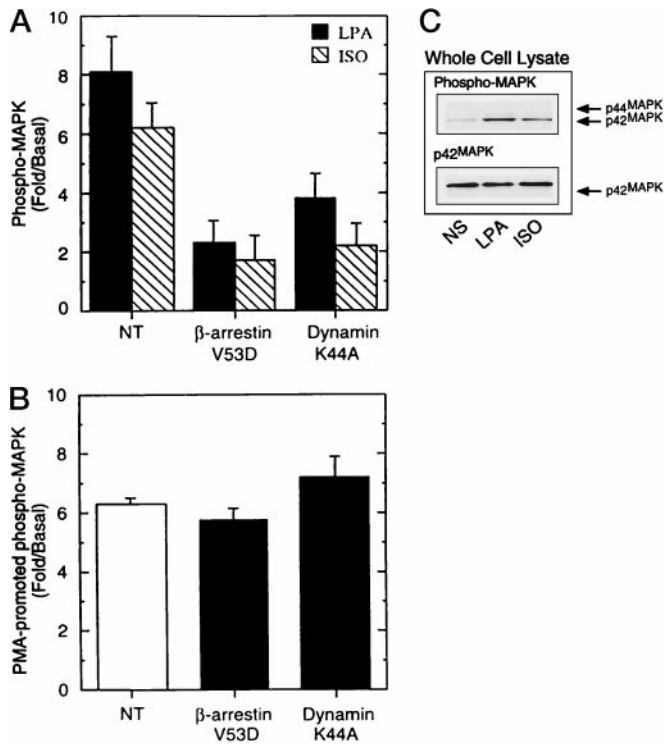 A
Phospho-MAPK
(Fold/Basal)
10
8
6
4
2
0
LPA
ISO
NT
β-arrestin
V53D
Dynamin
K44A
B
PMA-promoted phospho-MAPK
(Fold/Basal)
10
8
6
4
2
0
NT
β-arrestin
V53D
Dynamin
K44A
C
Whole Cell Lysate
Phospho-MAPK
p44MAPK
p42MAPK
p42MAPK
p42MAPK
NS LPA ISO